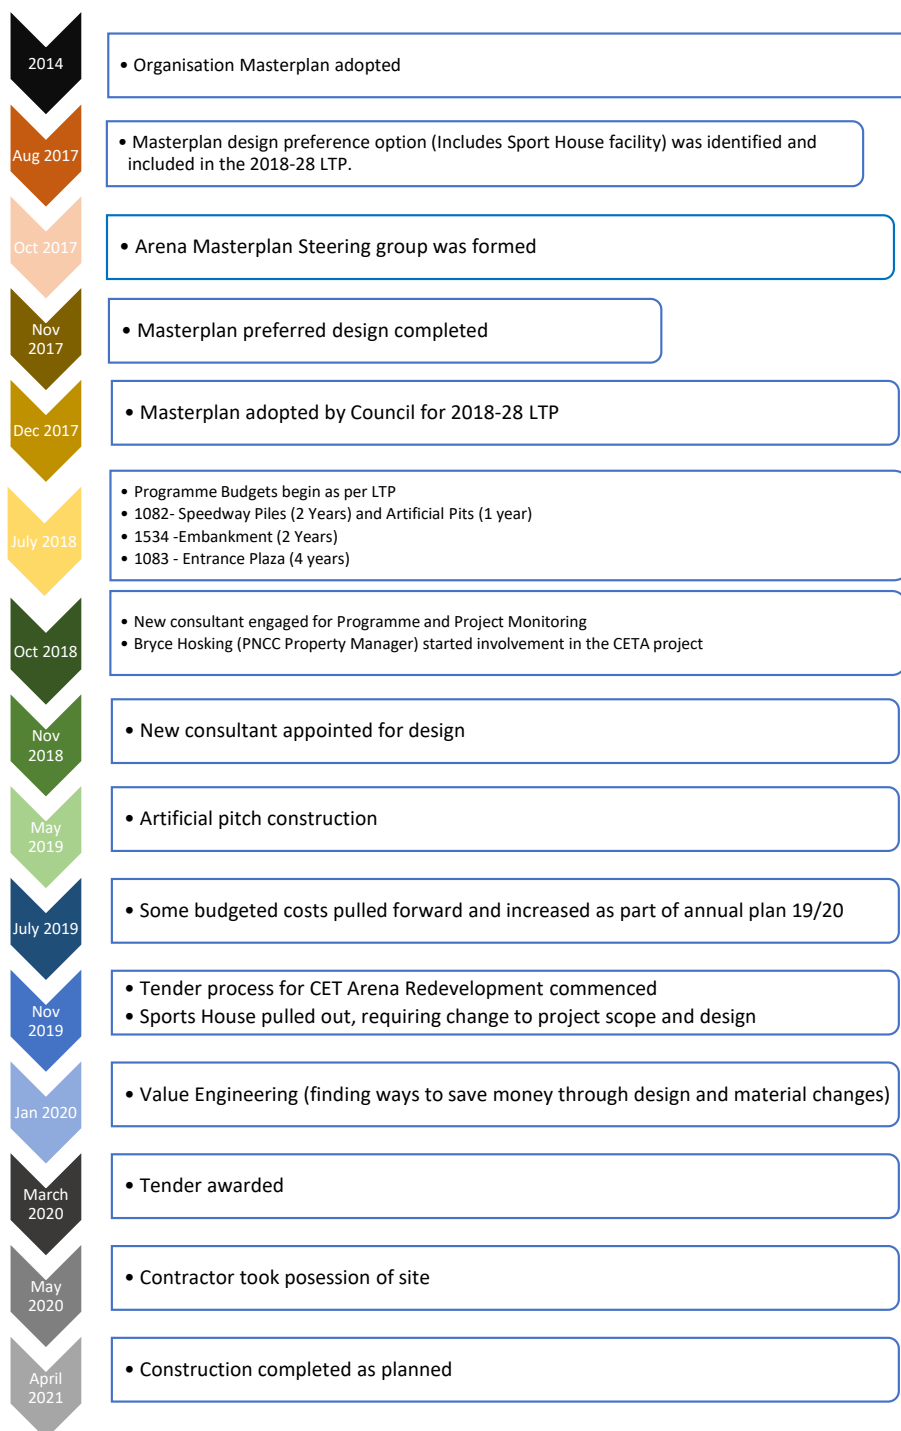 2014
• Organisation Masterplan adopted
Aug 2017
• Masterplan design preference option (Includes Sport House facility) was identified and
included in the 2018-28 LTP.
Oct 2017
• Arena Masterplan Steering group was formed
Nov
2017
• Masterplan preferred design completed
Dec 2017
• Masterplan adopted by Council for 2018-28 LTP
July 2018
• Programme Budgets begin as per LTP
• 1082- Speedway Piles (2 Years) and Artificial Pits (1 year)
• 1534 -Embankment (2 Years)
• 1083 - Entrance Plaza (4 years)
Oct 2018
• New consultant engaged for Programme and Project Monitoring
• Bryce Hosking (PNCC Property Manager) started involvement in the CETA project
Nov
2018
• New consultant appointed for design
May
2019
• Artificial pitch construction
July 2019
• Some budgeted costs pulled forward and increased as part of annual plan 19/20
Nov
2019
• Tender process for CET Arena Redevelopment commenced
• Sports House pulled out, requiring change to project scope and design
Jan 2020
• Value Engineering (finding ways to save money through design and material changes)
March
2020
• Tender awarded
May
2020
• Contractor took posession of site
April
2021
• Construction completed as planned